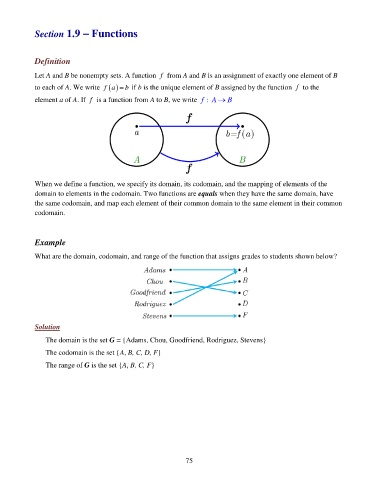 Section 1.9 – Functions
Definition
Let A and B be nonempty sets. A function f from A and B is an assignment of exactly one element of B
to each of A. We write f(a)=b if b is the unique element of B assigned by the function f to the
element a of A. If f is a function from A to B, we write f : A → B
f
a
b=f(a)
A
B
f
When we define a function, we specify its domain, its codomain, and the mapping of elements of the
domain to elements in the codomain. Two functions are equals when they have the same domain, have
the same codomain, and map each element of their common domain to the same element in their common
codomain.
Example
What are the domain, codomain, and range of the function that assigns grades to students shown below?
Adams A
Chou B
Goodfriend C
Rodriguez D
Stevens F
Solution
The domain is the set G = {Adams, Chou, Goodfriend, Rodriguez, Stevens}
The codomain is the set {A, B, C, D, F}
The range of G is the set {A, B. C, F}
75